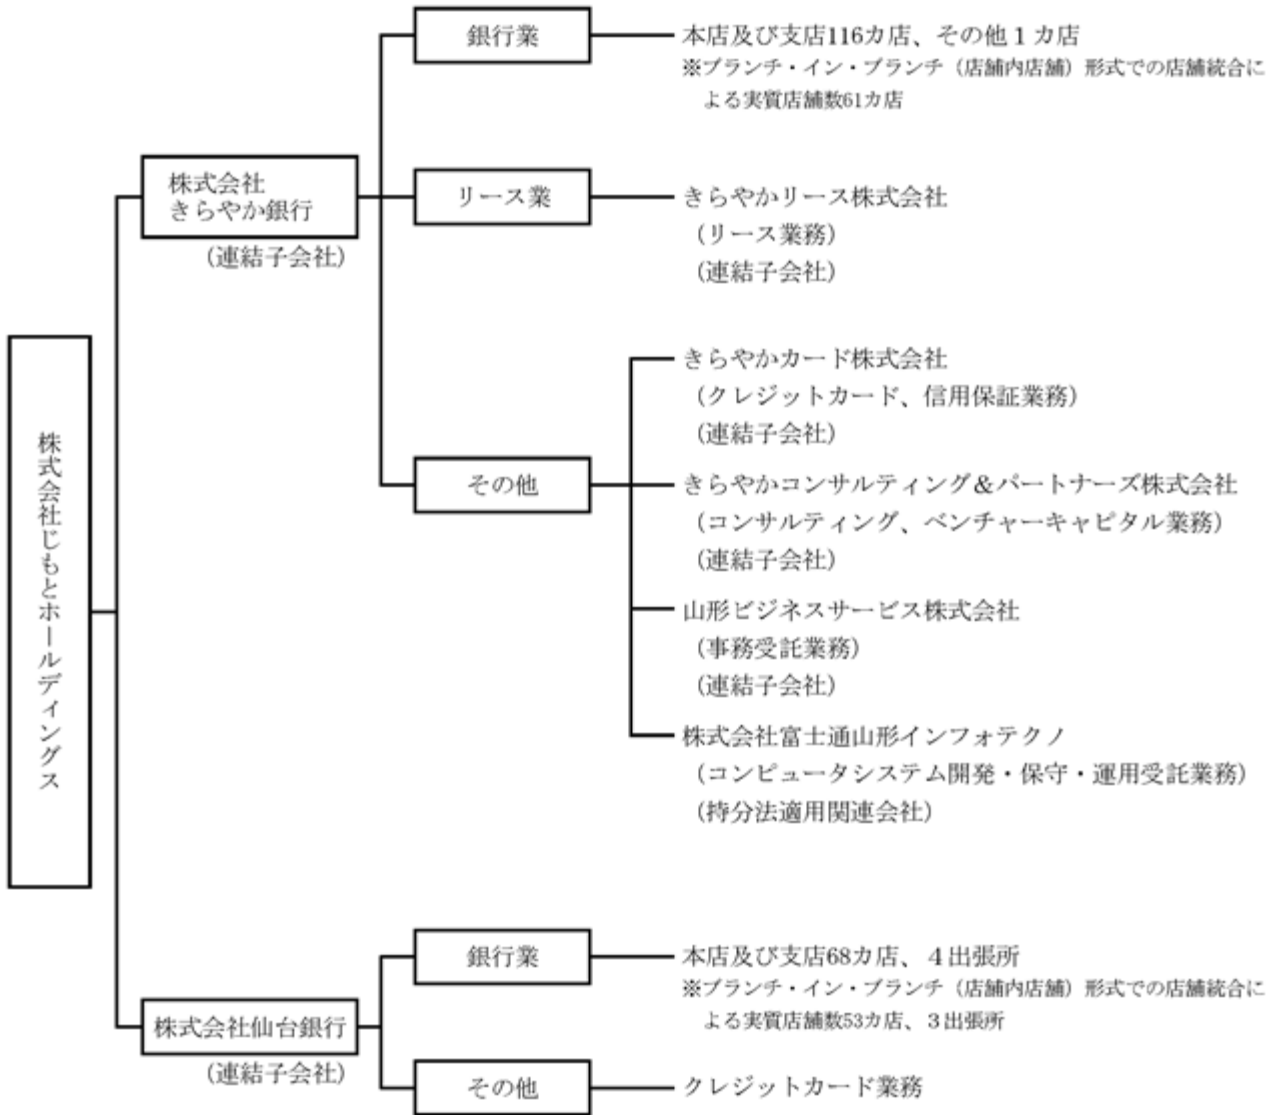 株式会社じもとホールディングス
株式会社
きらやか銀行
(連結子会社)
銀行業
本店及び支店116カ店、その他１カ店
※ブランチ・イン・ブランチ（店舗内店舗）形式での店舗統合に
よる実質店舗数61カ店
リース業
きらやかリース株式会社
(リース業務)
(連結子会社)
その他
きらやかカード株式会社
(クレジットカード、信用保証業務)
(連結子会社)
きらやかコンサルティング＆パートナーズ株式会社
(コンサルティング、ベンチャーキャピタル業務)
(連結子会社)
山形ビジネスサービス株式会社
(事務受託業務)
(連結子会社)
株式会社富士通山形インフォテクノ
(コンピュータシステム開発・保守・運用受託業務)
(持分法適用関連会社)
株式会社仙台銀行
(連結子会社)
銀行業
本店及び支店68カ店、４出張所
※ブランチ・イン・ブランチ（店舗内店舗）形式での店舗統合に
よる実質店舗数53カ店、３出張所
その他
クレジットカード業務